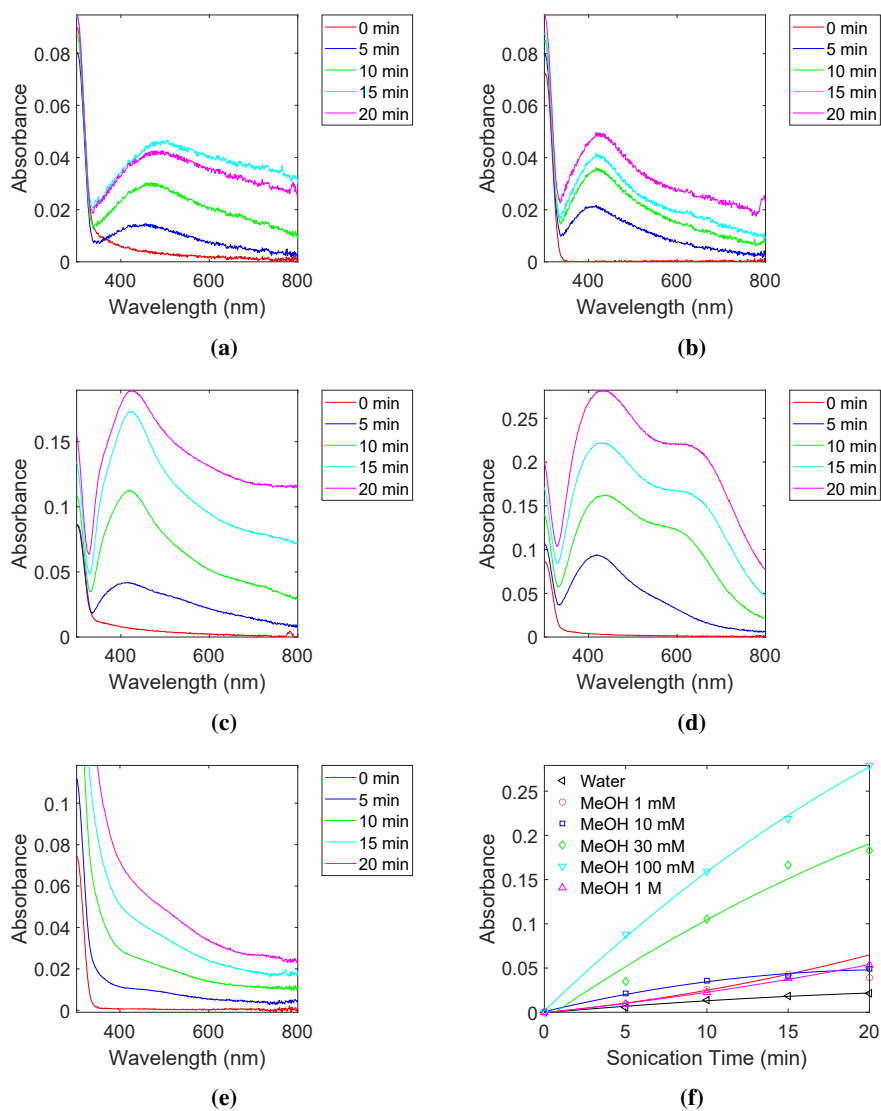 0 min
5 min
10 min
15 min
20 min
0.08
0.06
0.04
0.02
0
Absorbance
400 600 800
Wavelength (nm)
(a)
0 min
5 min
10 min
15 min
20 min
0.08
0.06
0.04
0.02
0
Absorbance
400 600 800
Wavelength (nm)
(b)
0 min
5 min
10 min
15 min
20 min
0.15
0.1
0.05
0
Absorbance
400 600 800
Wavelength (nm)
(c)
0 min
5 min
10 min
15 min
20 min
0.25
0.2
0.15
0.1
0.05
0
Absorbance
400 600 800
Wavelength (nm)
(d)
0 min
5 min
10 min
15 min
20 min
0.1
0.08
0.06
0.04
0.02
0
Absorbance
400 600 800
Wavelength (nm)
(e)
Water
MeOH 1 mM
MeOH 10 mM
MeOH 30 mM
MeOH 100 mM
MeOH 1 M
0.25
0.2
0.15
0.1
0.05
0
Absorbance
0 5 10 15 20
Sonication Time (min)
(f)